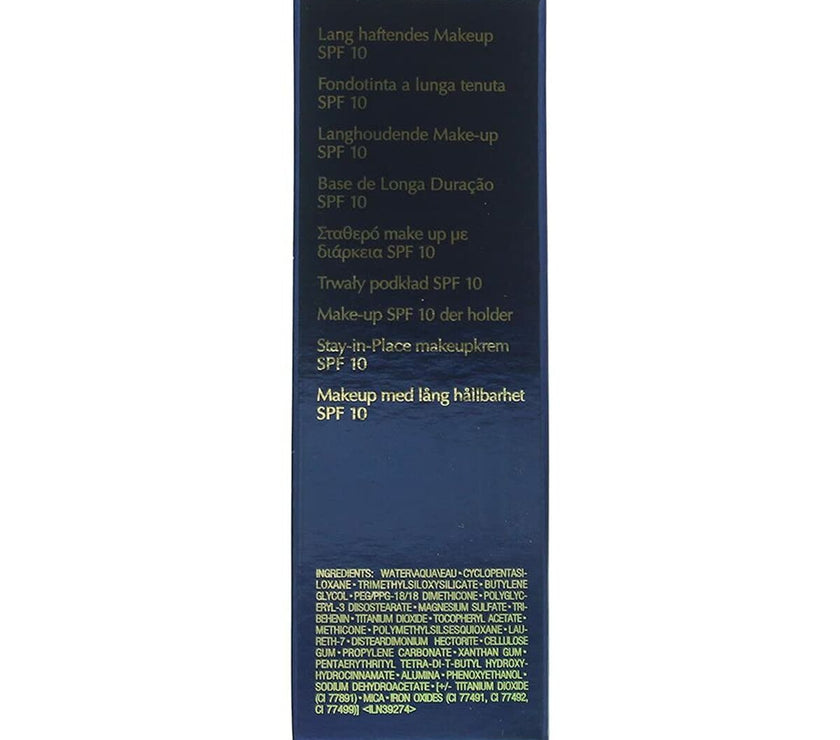 Lang haftendes Makeup
SPF 10
Fondotinta a lunga tenuta
SPF 10
Langhoudende Make-up
SPF 10
Base de Longa Duração
SPF 10
Σταθερό make up με
διάρκεια SPF 10
Trwały podkład SPF 10
Make-up SPF 10 der holder
Stay-in-Place makeupkrem
SPF 10
Makeup med lång hållbarhet
SPF 10
INGREDIENTS: WATER\AQUA\EAU • CYCLOPENTASI-
LOXANE • TRIMETHYLSILOXYSILICATE • BUTYLENE
GLYCOL • PEG/PPG-18/18 DIMETHICONE • POLYGLYC-
ERYL-3 DIISOSTEARATE • MAGNESIUM SULFATE • TRI-
BEHENIN • TITANIUM DIOXIDE • TOCOPHERYL ACETATE •
METHICONE • POLYMETHYLSILSESQUIOXANE • LAU-
RETH-7 • DISTEARDIMONIUM HECTORITE • CELLULOSE
GUM • PROPYLENE CARBONATE • XANTHAN GUM •
PENTAERYTHRITYL TETRA-DI-T-BUTYL HYDROXY-
HYDROCINNAMATE • ALUMINA • PHENOXYETHANOL •
SODIUM DEHYDROACETATE • [+/- TITANIUM DIOXIDE
(CI 77891) • MICA • IRON OXIDES (CI 77491, CI 77492,
CI 77499)] <ILN39274>